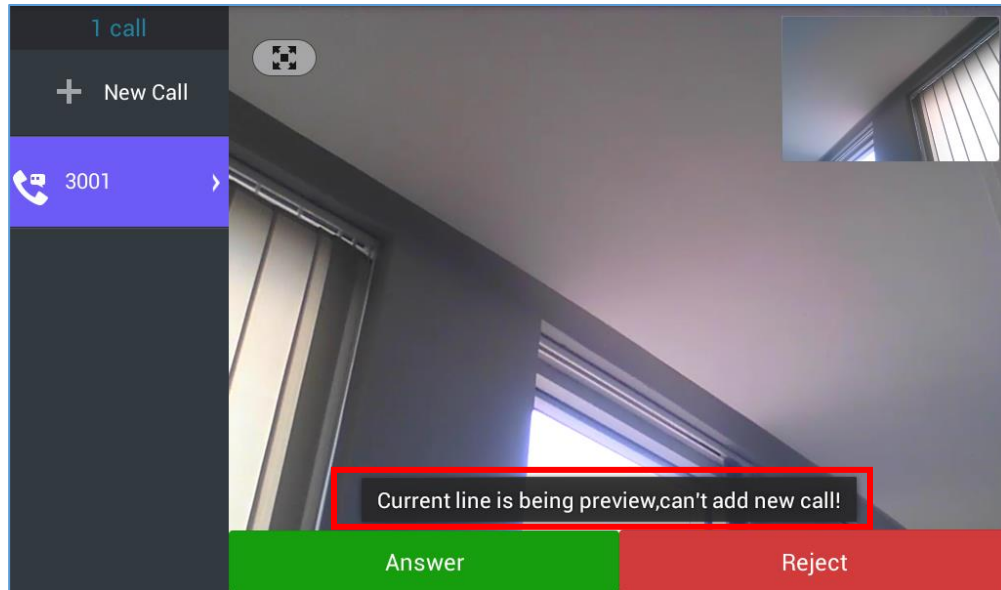 1 call
New Call
3001
Current line is being preview,can't add new call!
Answer
Reject